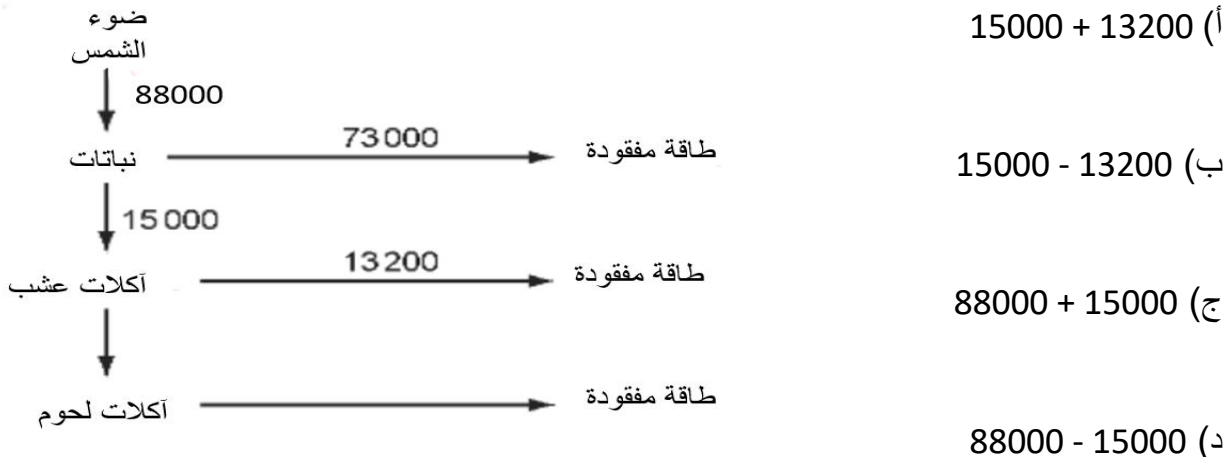 ضوء
الشمس
88000
نباتات
73000
طاقة مفقودة
15000
آكلات عشب
13200
طاقة مفقودة
آكلات لحوم
طاقة مفقودة
أ) 13200 + 15000
ب) 13200 - 15000
ج) 15000 + 88000
د) 15000 - 88000